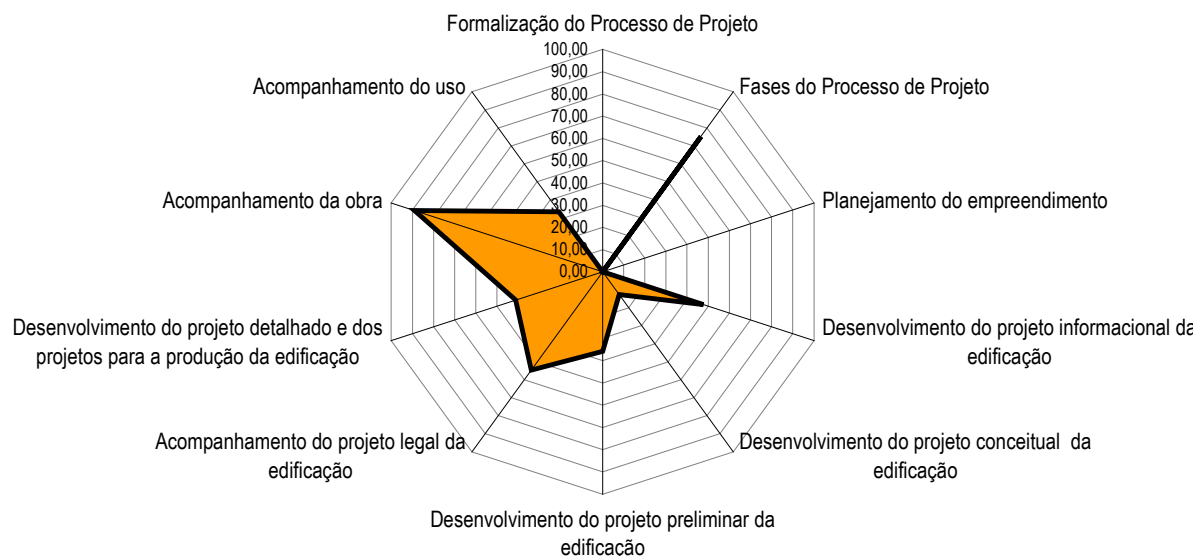 Formalização do Processo de Projeto
100,00
90,00
80,00
70,00
60,00
50,00
40,00
30,00
20,00
10,00
0,00
Fases do Processo de Projeto
Planejamento do empreendimento
Desenvolvimento do projeto informacional da
edificação
Desenvolvimento do projeto conceitual da
edificação
Desenvolvimento do projeto preliminar da
edificação
Acompanhamento do projeto legal da
edificação
Desenvolvimento do projeto detalhado e dos
projetos para a produção da edificação
Acompanhamento da obra
Acompanhamento do uso